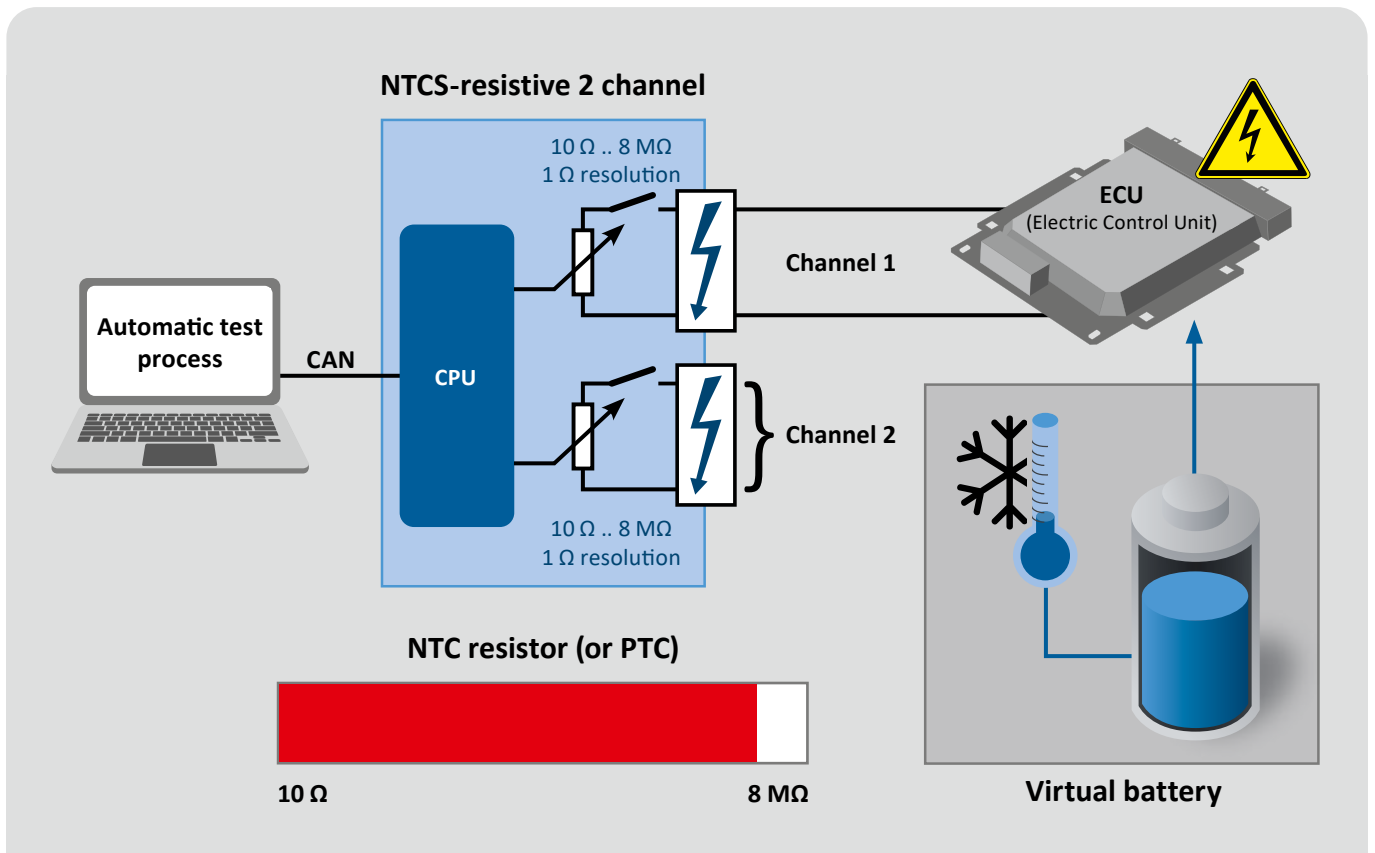 NTCS-resistive 2 channel
10 Ω .. 8 MΩ
1 Ω resolution
ECU
(Electric Control Unit)
Channel 1
Automatic test
process
CAN
CPU
Channel 2
10 Ω .. 8 MΩ
1 Ω resolution
NTC resistor (or PTC)
10 Ω
8 MΩ
Virtual battery